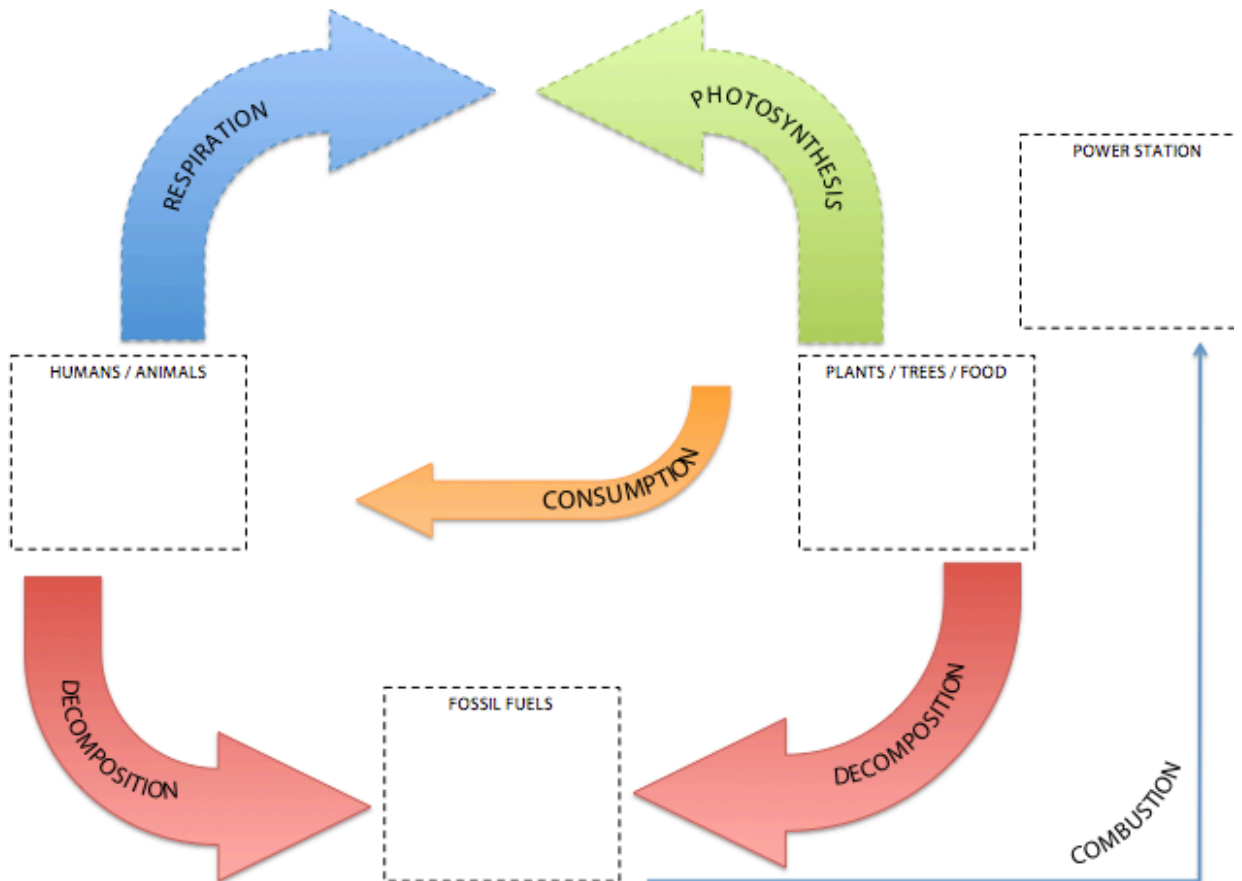 RESPIRATION
PHOTOSYNTHESIS
POWER STATION
HUMANS / ANIMALS
PLANTS / TREES / FOOD
CONSUMPTION
DECOMPOSITION
FOSSIL FUELS
DECOMPOSITION
COMBUSTION